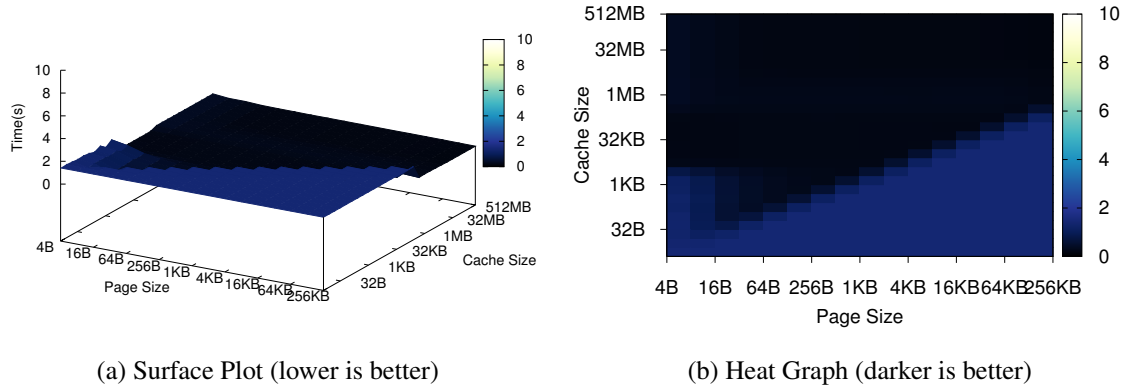 10
8
6
4
2
0
Time(s)
10
8
6
4
2
0
4B
16B
64B
256B
1KB
4KB
16KB
64KB
256KB
Page Size
32B
1KB
32KB
1MB
32MB
512MB
Cache Size
(a) Surface Plot (lower is better)
512MB
32MB
1MB
32KB
1KB
32B
Cache Size
4B
16B
64B
256B
1KB
4KB
16KB
64KB
256KB
Page Size
10
8
6
4
2
0
(b) Heat Graph (darker is better)